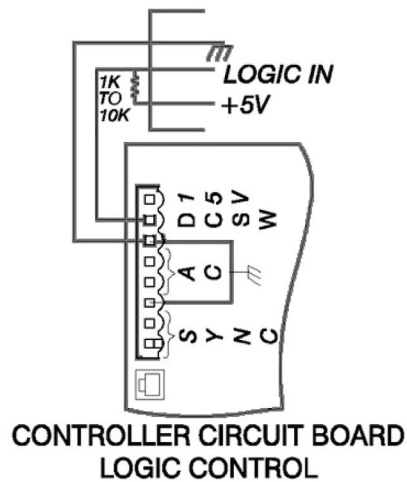 LOGIC IN
1K
TO
10K
+5V
D 1
C 5
S V
W
A
C
S
Y
N
C
CONTROLLER CIRCUIT BOARD
LOGIC CONTROL